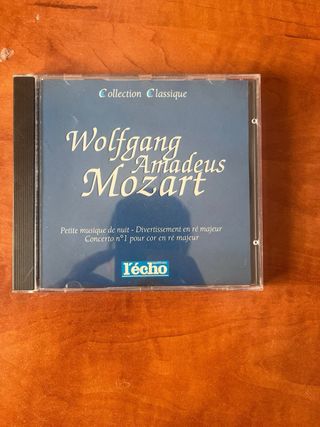 Collection Classique
Wolfgang
Amadeus
Mozart
Petite musique de nuit - Divertissement en ré majeur
Concerto n°1 pour cor en ré majeur
l'écho